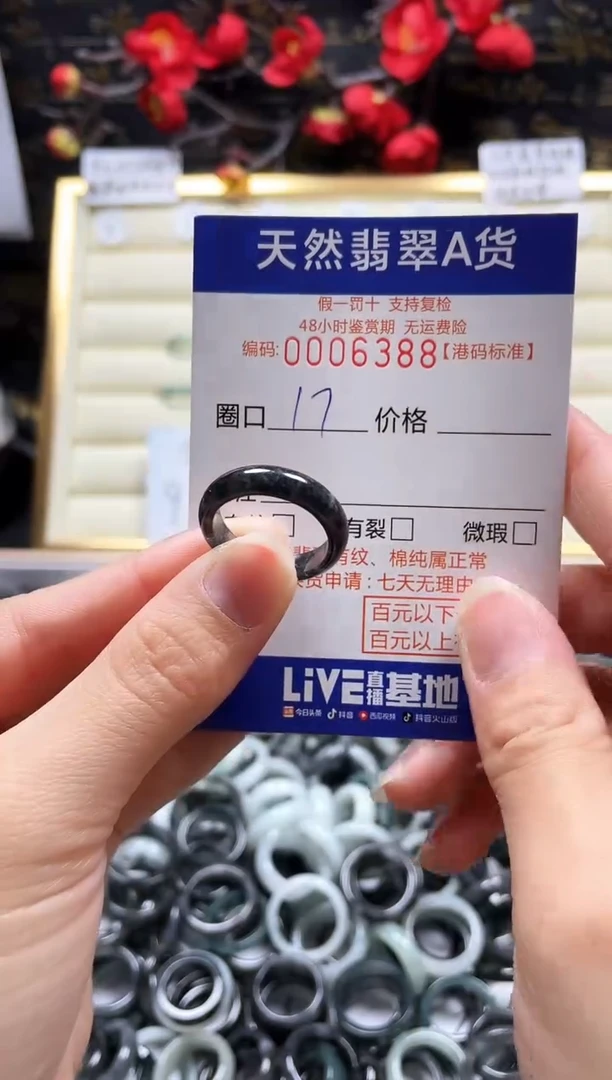 天然翡翠A货
假一罚十 支持复检
48小时鉴赏期 无运费险
编码:0006388【港码标准】
圈口 17 价格
有裂 微瑕
有纹、棉纯属正常
货申请:七天无理由
百元以下
百元以上
LiVE直播基地
今日头条 抖音 西瓜视频 抖音火山版